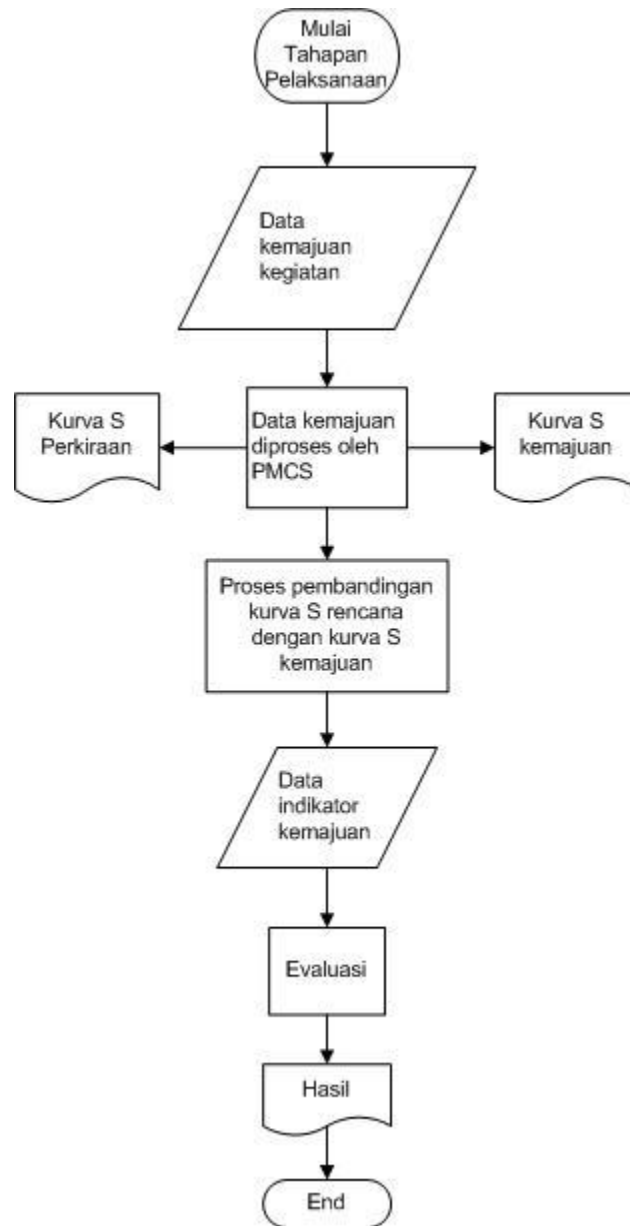 Mulai
Tahapan
Pelaksanaan
Data
kemajuan
kegiatan
Kurva S
Perkiraan
Data kemajuan
diproses oleh
PMCS
Kurva S
kemajuan
Proses pembandingan
kurva S rencana
dengan kurva S
kemajuan
Data
indikator
kemajuan
Evaluasi
Hasil
End